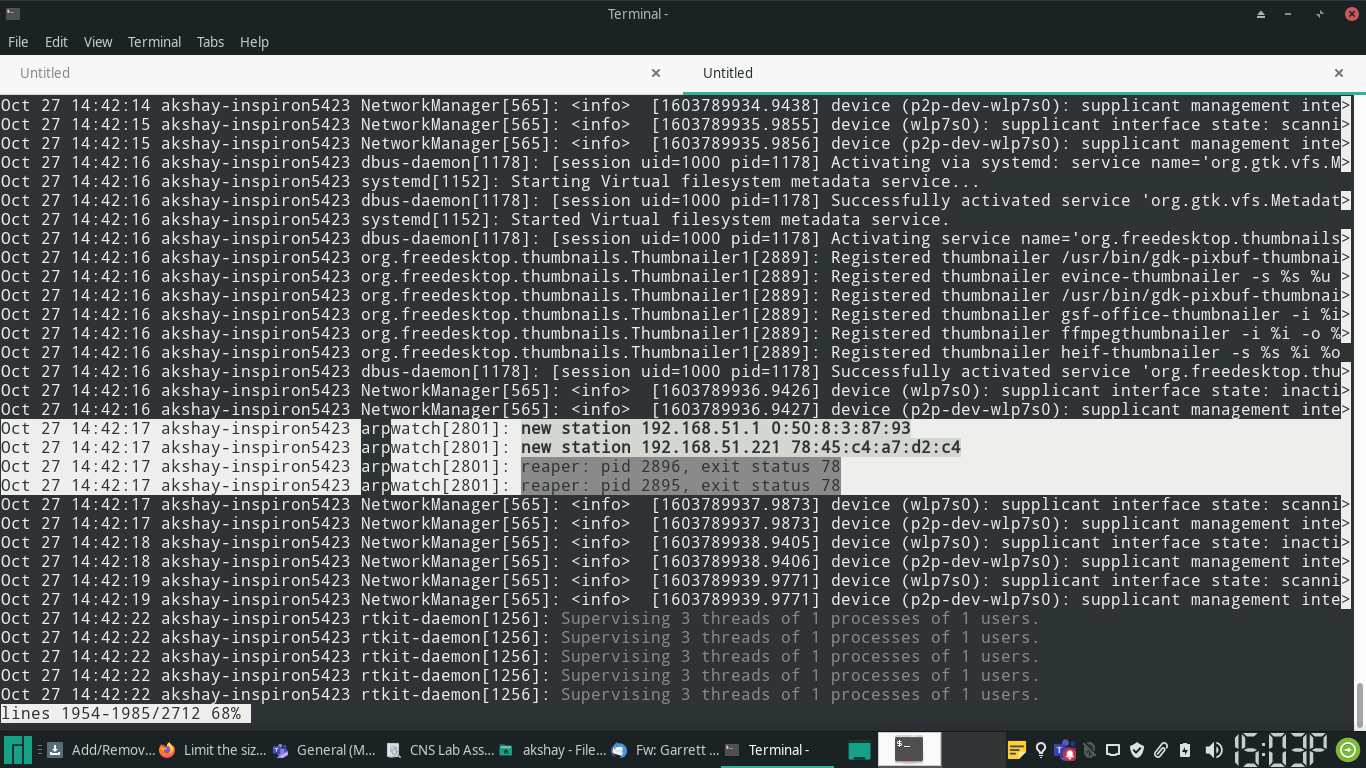 Terminal -
File Edit View Terminal Tabs Help
Untitled × Untitled ×
Oct 27 14:42:14 akshay-inspiron5423 NetworkManager[565]: <info>  [1603789934.9438] device (p2p-dev-wlp7s0): supplicant management inte>
Oct 27 14:42:15 akshay-inspiron5423 NetworkManager[565]: <info>  [1603789935.9855] device (wlp7s0): supplicant interface state: scanni>
Oct 27 14:42:15 akshay-inspiron5423 NetworkManager[565]: <info>  [1603789935.9856] device (p2p-dev-wlp7s0): supplicant management inte>
Oct 27 14:42:16 akshay-inspiron5423 dbus-daemon[1178]: [session uid=1000 pid=1178] Activating via systemd: service name='org.gtk.vfs.M>
Oct 27 14:42:16 akshay-inspiron5423 systemd[1152]: Starting Virtual filesystem metadata service...
Oct 27 14:42:16 akshay-inspiron5423 dbus-daemon[1178]: [session uid=1000 pid=1178] Successfully activated service 'org.gtk.vfs.Metadat>
Oct 27 14:42:16 akshay-inspiron5423 systemd[1152]: Started Virtual filesystem metadata service.
Oct 27 14:42:16 akshay-inspiron5423 dbus-daemon[1178]: [session uid=1000 pid=1178] Activating service name='org.freedesktop.thumbnails>
Oct 27 14:42:16 akshay-inspiron5423 org.freedesktop.thumbnails.Thumbnailer1[2889]: Registered thumbnailer /usr/bin/gdk-pixbuf-thumbnai>
Oct 27 14:42:16 akshay-inspiron5423 org.freedesktop.thumbnails.Thumbnailer1[2889]: Registered thumbnailer evince-thumbnailer -s %s %u >
Oct 27 14:42:16 akshay-inspiron5423 org.freedesktop.thumbnails.Thumbnailer1[2889]: Registered thumbnailer /usr/bin/gdk-pixbuf-thumbnai>
Oct 27 14:42:16 akshay-inspiron5423 org.freedesktop.thumbnails.Thumbnailer1[2889]: Registered thumbnailer gsf-office-thumbnailer -i %i>
Oct 27 14:42:16 akshay-inspiron5423 org.freedesktop.thumbnails.Thumbnailer1[2889]: Registered thumbnailer ffmpegthumbnailer -i %i -o %>
Oct 27 14:42:16 akshay-inspiron5423 org.freedesktop.thumbnails.Thumbnailer1[2889]: Registered thumbnailer heif-thumbnailer -s %s %i %o
Oct 27 14:42:16 akshay-inspiron5423 dbus-daemon[1178]: [session uid=1000 pid=1178] Successfully activated service 'org.freedesktop.thu>
Oct 27 14:42:16 akshay-inspiron5423 NetworkManager[565]: <info>  [1603789936.9426] device (wlp7s0): supplicant interface state: inacti>
Oct 27 14:42:16 akshay-inspiron5423 NetworkManager[565]: <info>  [1603789936.9427] device (p2p-dev-wlp7s0): supplicant management inte>
Oct 27 14:42:17 akshay-inspiron5423 arpwatch[2801]: new station 192.168.51.1 0:50:8:3:87:93
Oct 27 14:42:17 akshay-inspiron5423 arpwatch[2801]: new station 192.168.51.221 78:45:c4:a7:d2:c4
Oct 27 14:42:17 akshay-inspiron5423 arpwatch[2801]: reaper: pid 2896, exit status 78
Oct 27 14:42:17 akshay-inspiron5423 arpwatch[2801]: reaper: pid 2895, exit status 78
Oct 27 14:42:17 akshay-inspiron5423 NetworkManager[565]: <info>  [1603789937.9873] device (wlp7s0): supplicant interface state: scanni>
Oct 27 14:42:17 akshay-inspiron5423 NetworkManager[565]: <info>  [1603789937.9873] device (p2p-dev-wlp7s0): supplicant management inte>
Oct 27 14:42:18 akshay-inspiron5423 NetworkManager[565]: <info>  [1603789938.9405] device (wlp7s0): supplicant interface state: inacti>
Oct 27 14:42:18 akshay-inspiron5423 NetworkManager[565]: <info>  [1603789938.9406] device (p2p-dev-wlp7s0): supplicant management inte>
Oct 27 14:42:19 akshay-inspiron5423 NetworkManager[565]: <info>  [1603789939.9771] device (wlp7s0): supplicant interface state: scanni>
Oct 27 14:42:19 akshay-inspiron5423 NetworkManager[565]: <info>  [1603789939.9771] device (p2p-dev-wlp7s0): supplicant management inte>
Oct 27 14:42:22 akshay-inspiron5423 rtkit-daemon[1256]: Supervising 3 threads of 1 processes of 1 users.
Oct 27 14:42:22 akshay-inspiron5423 rtkit-daemon[1256]: Supervising 3 threads of 1 processes of 1 users.
Oct 27 14:42:22 akshay-inspiron5423 rtkit-daemon[1256]: Supervising 3 threads of 1 processes of 1 users.
Oct 27 14:42:22 akshay-inspiron5423 rtkit-daemon[1256]: Supervising 3 threads of 1 processes of 1 users.
Oct 27 14:42:22 akshay-inspiron5423 rtkit-daemon[1256]: Supervising 3 threads of 1 processes of 1 users.
lines 1954-1985/2712 68%
Add/Remov... Limit the siz... General (M... CNS Lab Ass... akshay - File... Fw: Garrett ... Terminal - 15:03P